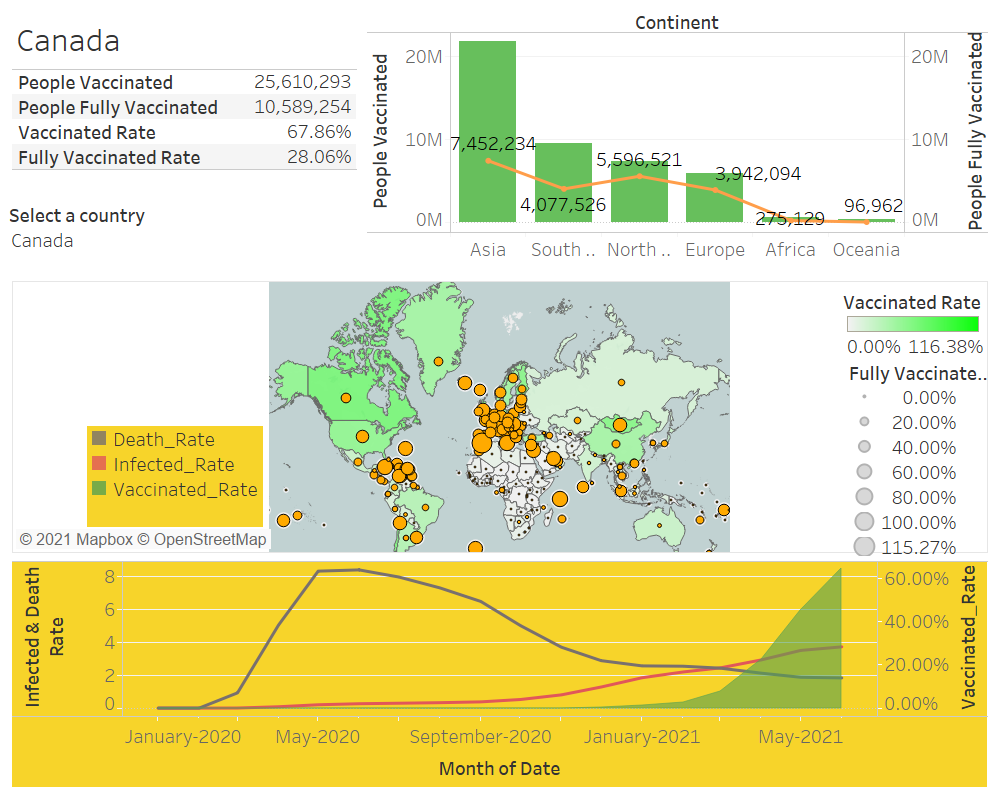 Canada
People Vaccinated 25,610,293
People Fully Vaccinated 10,589,254
Vaccinated Rate 67.86%
Fully Vaccinated Rate 28.06%
Select a country
Canada
Continent
People Vaccinated
20M
10M
0M
7,452,234
4,077,526
5,596,521
3,942,094
275,129
96,962
20M
10M
0M
People Fully Vaccinated
Asia South .. North .. Europe Africa Oceania
Death_Rate
Infected_Rate
Vaccinated_Rate
© 2021 Mapbox © OpenStreetMap
Vaccinated Rate
0.00% 116.38%
Fully Vaccinate..
0.00%
20.00%
40.00%
60.00%
80.00%
100.00%
115.27%
Infected & Death
Rate
8
6
4
2
0
60.00%
40.00%
20.00%
0.00%
Vaccinated_Rate
January-2020 May-2020 September-2020 January-2021 May-2021
Month of Date